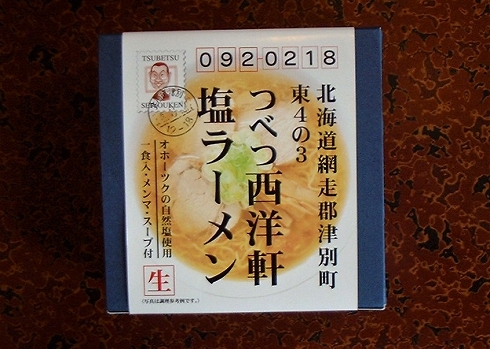 TSUBETSU
SEIYOUKEN
092-0218
北海道網走郡津別町
東4の3
つべつ西洋軒
塩ラーメン
オホーツクの自然塩使用
一食入・メンマ・スープ付
生
(写真は調理参考例です。)